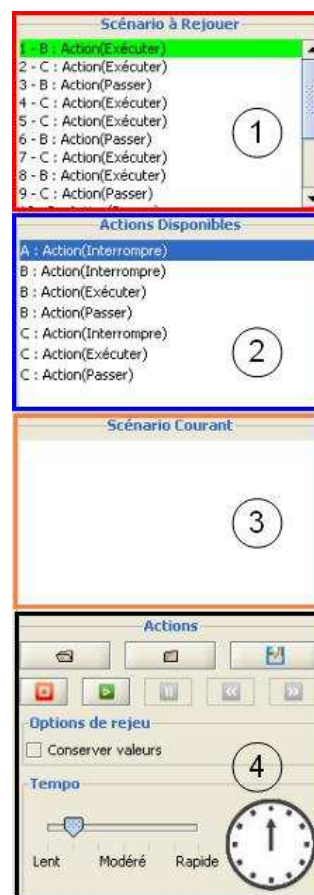 Scénario à Rejouer
1 - B : Action(Exécuter)
2 - C : Action(Exécuter)
3 - B : Action(Passer)
4 - C : Action(Exécuter)
5 - C : Action(Exécuter)
6 - B : Action(Passer)
7 - C : Action(Exécuter)
8 - B : Action(Exécuter)
9 - C : Action(Passer)
1
Actions Disponibles
A : Action(Interrompre)
B : Action(Interrompre)
B : Action(Exécuter)
B : Action(Passer)
C : Action(Interrompre)
C : Action(Exécuter)
C : Action(Passer)
2
Scénario Courant
3
Actions
Options de rejeu
Conserver valeurs
4
Tempo
Lent Modéré Rapide